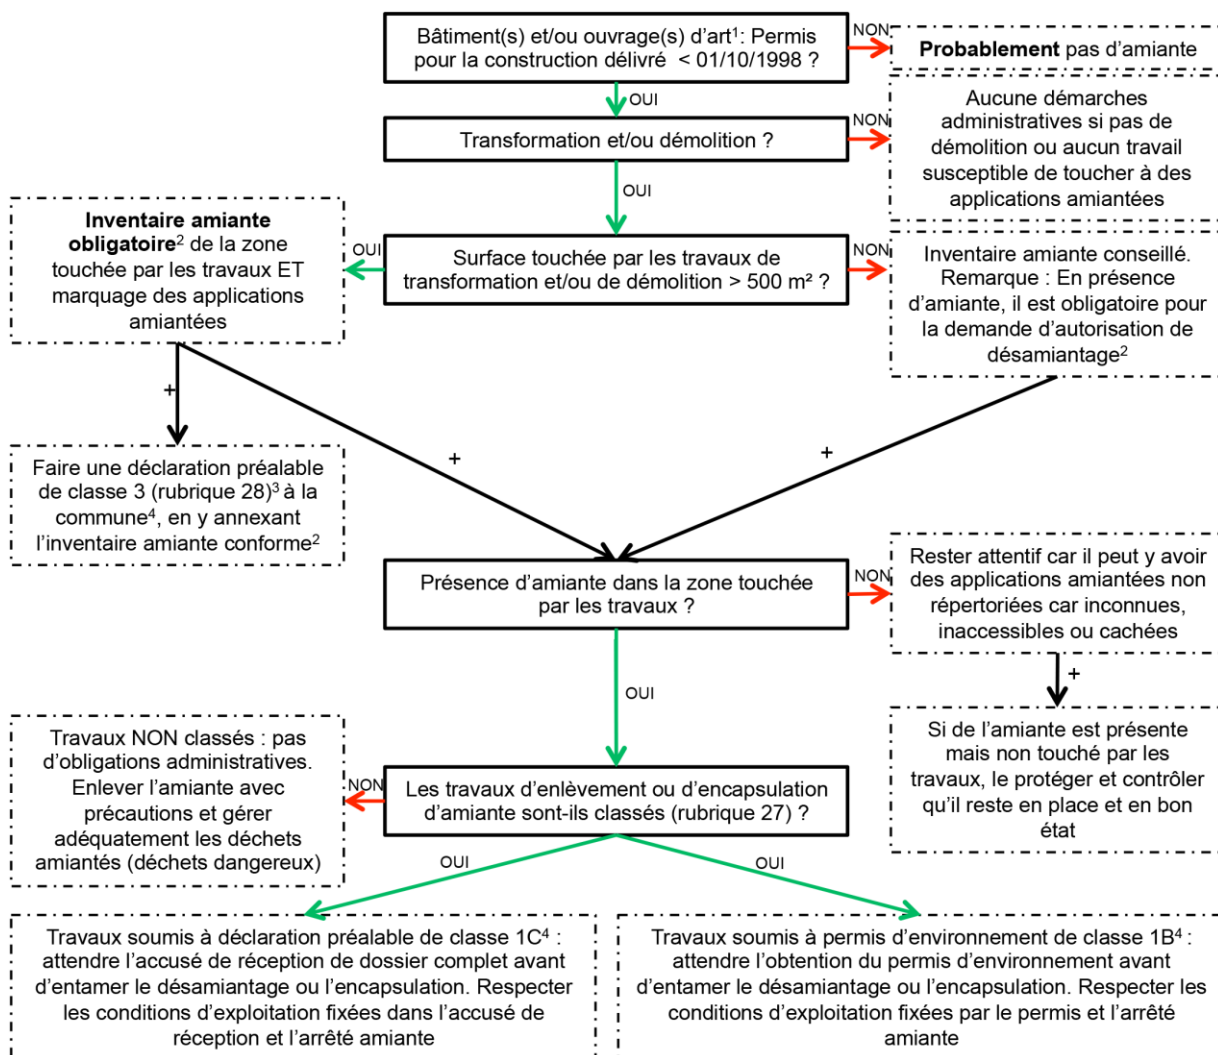 Bâtiment(s) et/ou ouvrage(s) d’art¹: Permis
pour la construction délivré < 01/10/1998 ?
NON
Probablement pas d’amiante
OUI
Transformation et/ou démolition ?
NON
Aucune démarches
administratives si pas de
démolition ou aucun travail
susceptible de toucher à des
applications amiantées
OUI
Inventaire amiante
obligatoire² de la zone
touchée par les travaux ET
marquage des applications
amiantées
OUI
Surface touchée par les travaux de
transformation et/ou de démolition > 500 m² ?
NON
Inventaire amiante conseillé.
Remarque : En présence
d’amiante, il est obligatoire pour
la demande d’autorisation de
désamiantage²
+
+
+
Faire une déclaration préalable
de classe 3 (rubrique 28)³ à la
commune⁴, en y annexant
l’inventaire amiante conforme²
Présence d’amiante dans la zone touchée
par les travaux ?
NON
Rester attentif car il peut y avoir
des applications amiantées non
répertoriées car inconnues,
inaccessibles ou cachées
+
OUI
Si de l’amiante est présente
mais non touché par les
travaux, le protéger et contrôler
qu’il reste en place et en bon
état
Travaux NON classés : pas
d’obligations administratives.
Enlever l’amiante avec
précautions et gérer
adéquatement les déchets
amiantés (déchets dangereux)
NON
Les travaux d’enlèvement ou d’encapsulation
d’amiante sont-ils classés (rubrique 27) ?
OUI
OUI
Travaux soumis à déclaration préalable de classe 1C⁴ :
attendre l’accusé de réception de dossier complet avant
d’entamer le désamiantage ou l’encapsulation. Respecter
les conditions d’exploitation fixées dans l’accusé de
réception et l’arrêté amiante
Travaux soumis à permis d’environnement de classe 1B⁴ :
attendre l’obtention du permis d’environnement avant
d’entamer le désamiantage ou l’encapsulation. Respecter les
conditions d’exploitation fixées par le permis et l’arrêté
amiante